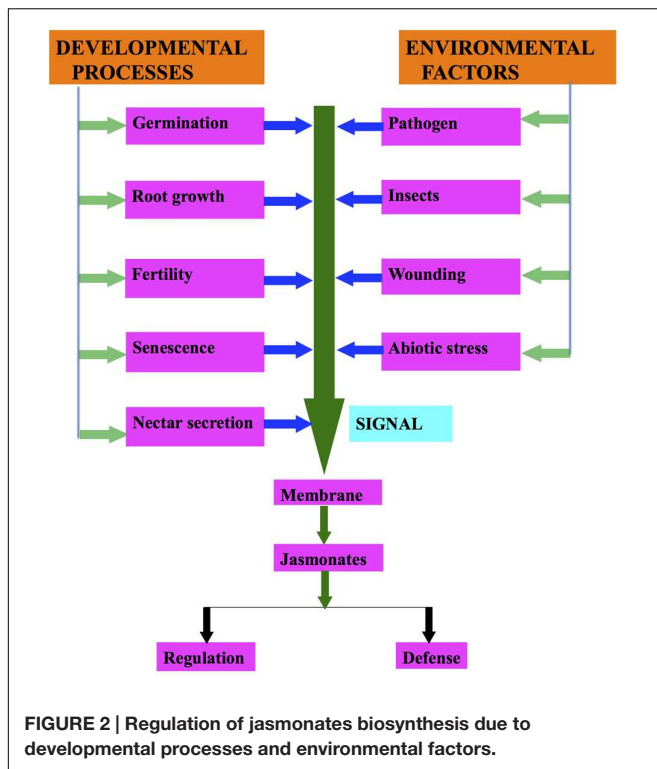 DEVELOPMENTAL
PROCESSES
ENVIRONMENTAL
FACTORS
Germination
Pathogen
Root growth
Insects
Fertility
Wounding
Senescence
Abiotic stress
Nectar secretion
SIGNAL
Membrane
Jasmonates
Regulation
Defense
FIGURE 2 | Regulation of jasmonates biosynthesis due to
developmental processes and environmental factors.